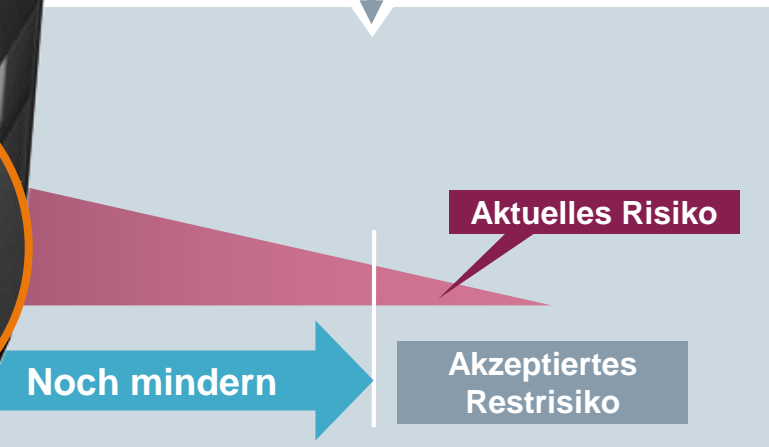 Aktuelles Risiko
Noch mindern
Akzeptiertes
Restrisiko